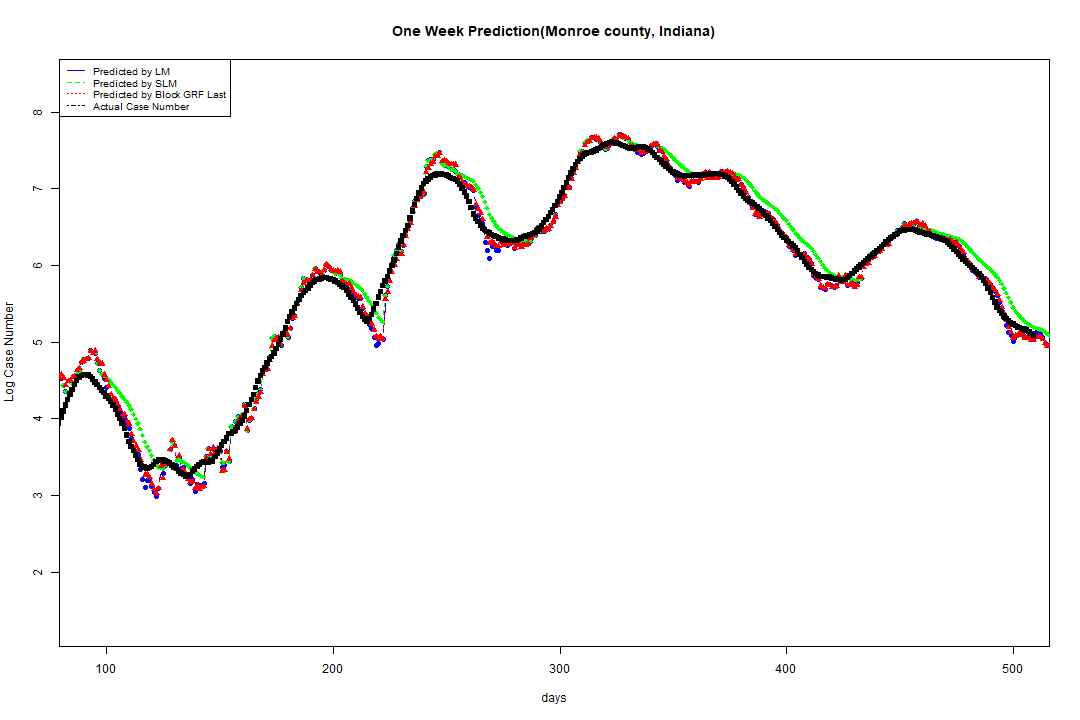 One Week Prediction(Monroe county, Indiana)
Predicted by LM
Predicted by SLM
Predicted by Block GRF Last
Actual Case Number
8
7
6
5
4
3
2
Log Case Number
100 200 300 400 500
days